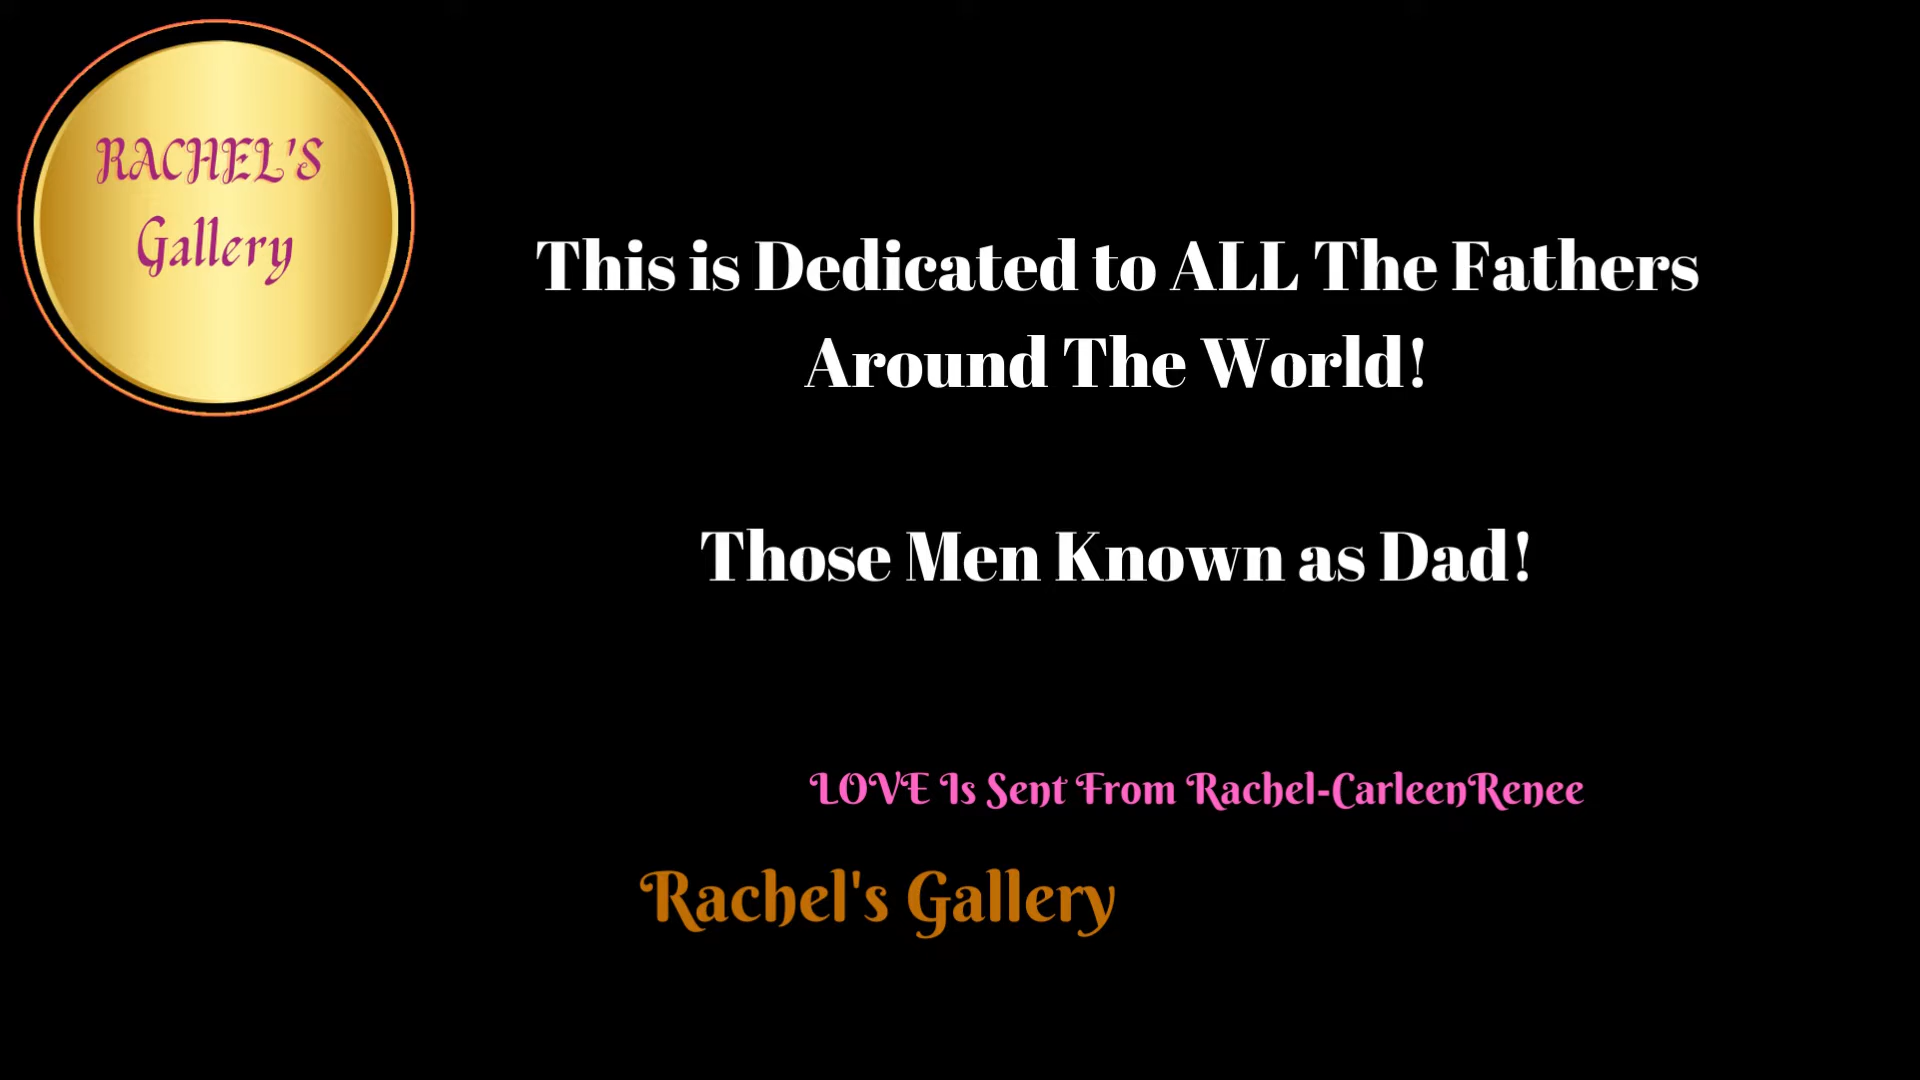 RACHEL'S
Gallery
This is Dedicated to ALL The Fathers
Around The World!
Those Men Known as Dad!
LOVE Is Sent From Rachel-CarleenRenee
Rachel's Gallery